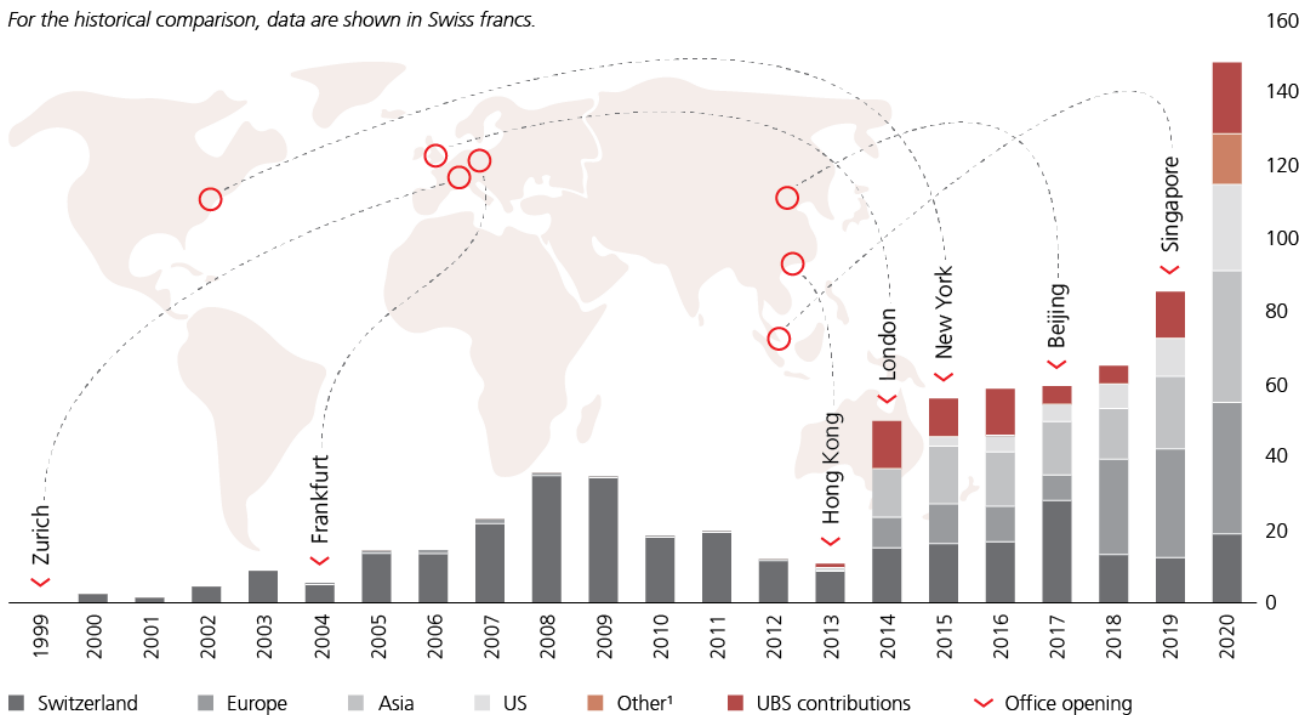 For the historical comparison, data are shown in Swiss francs.
160
140
120
100
80
60
40
20
0
Zurich
Frankfurt
Hong Kong
London
New York
Beijing
Singapore
1999 2000 2001 2002 2003 2004 2005 2006 2007 2008 2009 2010 2011 2012 2013 2014 2015 2016 2017 2018 2019 2020
Switzerland Europe Asia US Other¹ UBS contributions Office opening